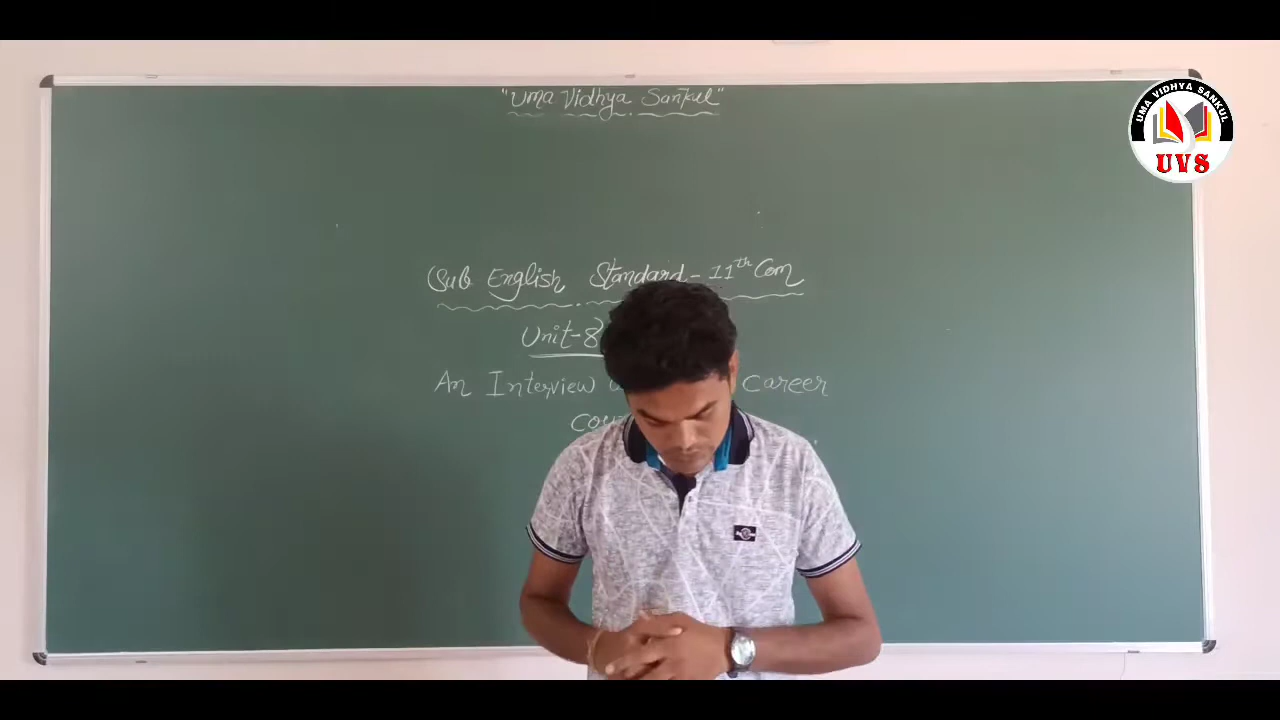 "Uma Vidhya Sankul"
UMA VIDHYA SANKUL
UVS
Sub English Standard - 11th Com
Unit-8
An Interview Career